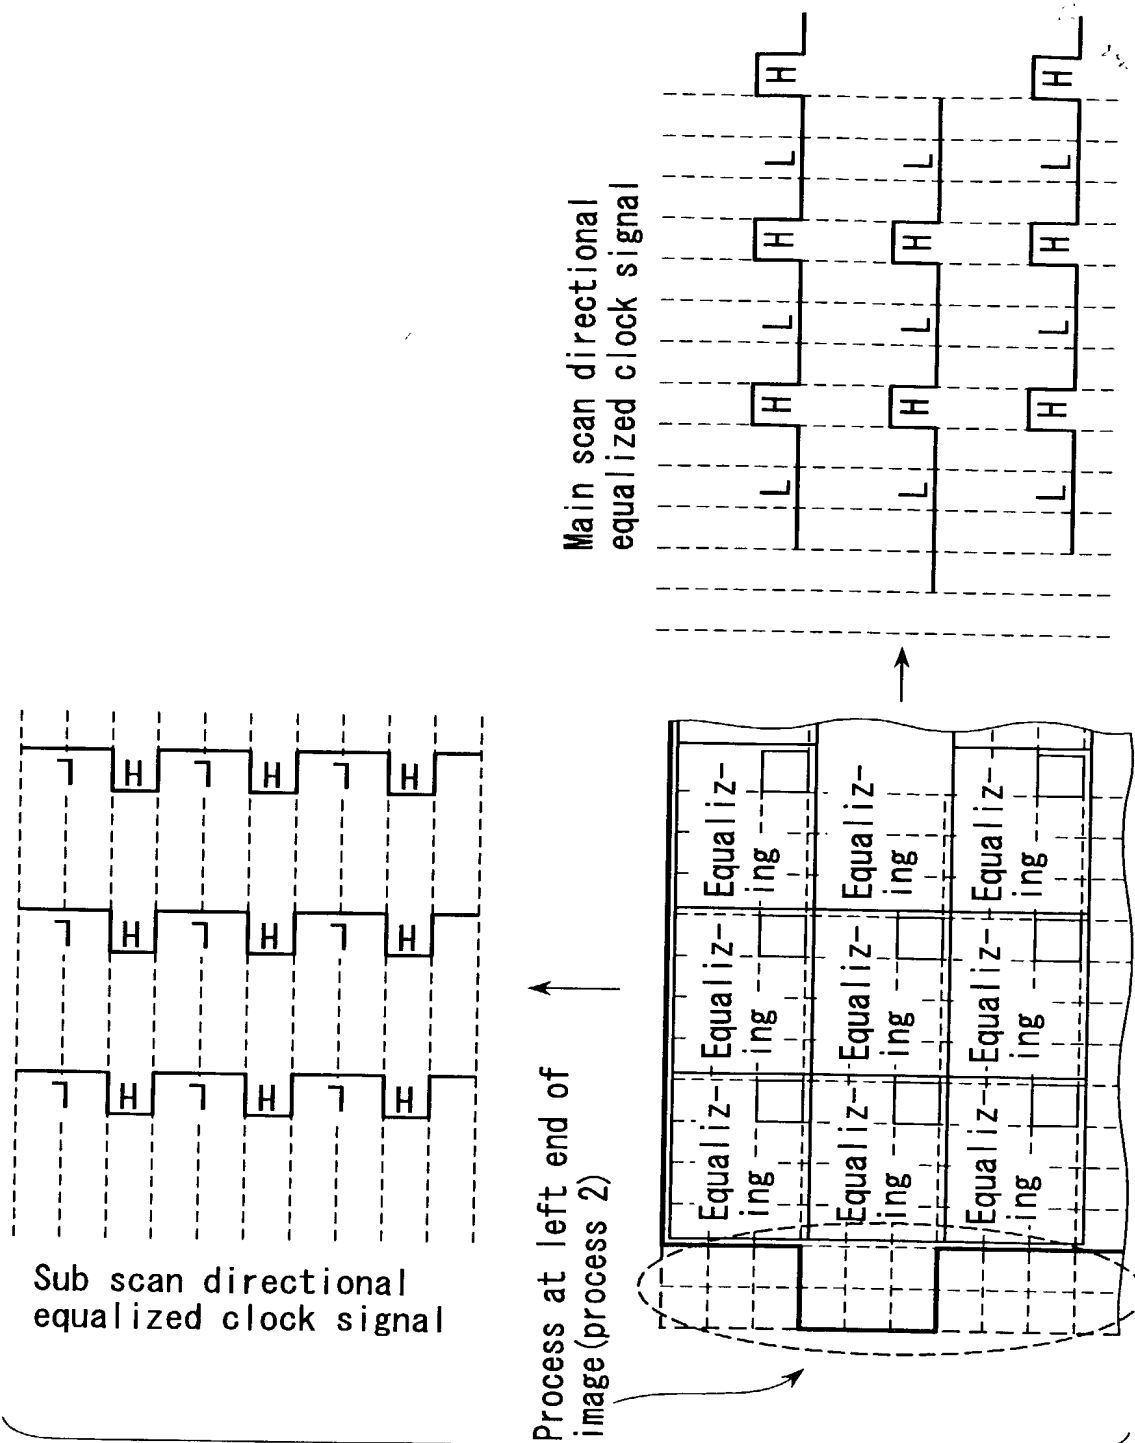 Sub scan directional
equalized clock signal
L L L
H H H
L L L
H H H
L L L
H H H
Main scan directional
equalized clock signal
L H L H L H
L H L H L
L H L H L H
Process at left end of
image(process 2)
Equaliz- Equaliz- Equaliz-
ing ing ing
Equaliz- Equaliz- Equaliz-
ing ing ing
Equaliz- Equaliz- Equaliz-
ing ing ing